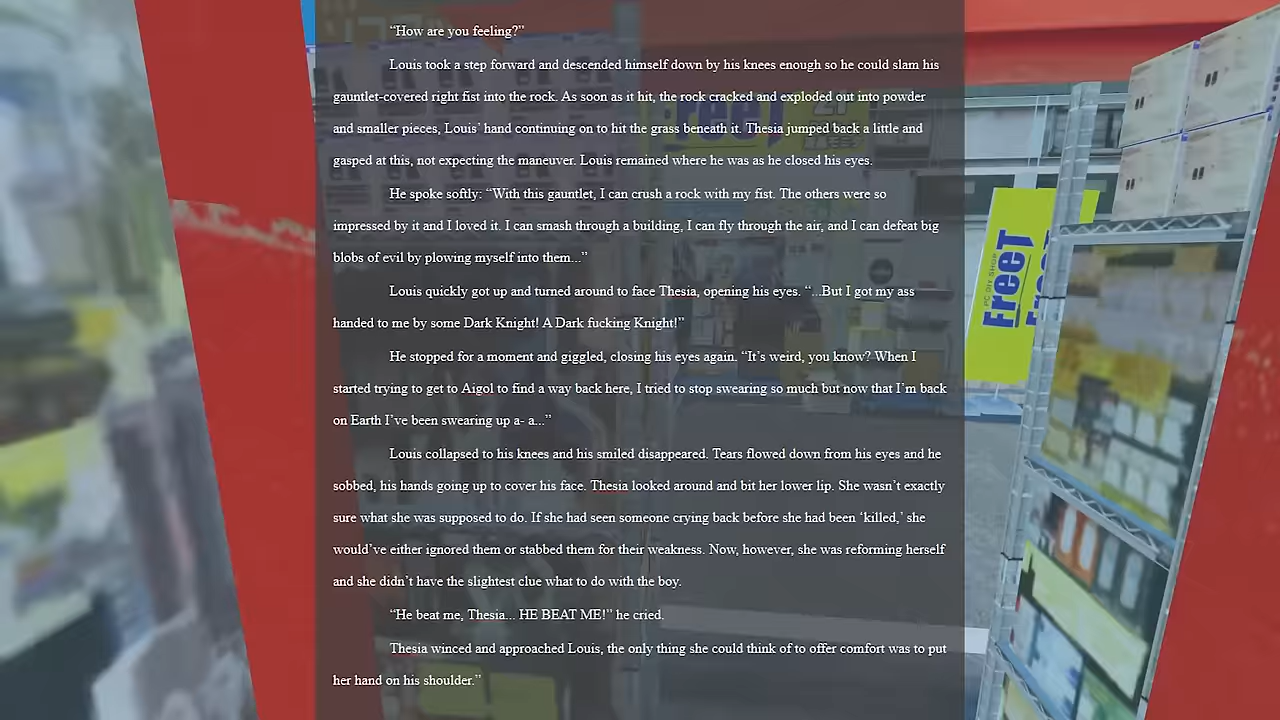 “How are you feeling?”
Louis took a step forward and descended himself down by his knees enough so he could slam his
gauntlet-covered right fist into the rock. As soon as it hit, the rock cracked and exploded out into powder
and smaller pieces, Louis’ hand continuing on to hit the grass beneath it. Thesia jumped back a little and
gasped at this, not expecting the maneuver. Louis remained where he was as he closed his eyes.
He spoke softly: “With this gauntlet, I can crush a rock with my fist. The others were so
impressed by it and I loved it. I can smash through a building, I can fly through the air, and I can defeat big
blobs of evil by plowing myself into them...”
Louis quickly got up and turned around to face Thesia, opening his eyes. “...But I got my ass
handed to me by some Dark Knight! A Dark fucking Knight!”
He stopped for a moment and giggled, closing his eyes again. “It’s weird, you know? When I
started trying to get to Aigol to find a way back here, I tried to stop swearing so much but now that I’m back
on Earth I’ve been swearing up a- a...”
Louis collapsed to his knees and his smiled disappeared. Tears flowed down from his eyes and he
sobbed, his hands going up to cover his face. Thesia looked around and bit her lower lip. She wasn’t exactly
sure what she was supposed to do. If she had seen someone crying back before she had been ‘killed,’ she
would’ve either ignored them or stabbed them for their weakness. Now, however, she was reforming herself
and she didn’t have the slightest clue what to do with the boy.
“He beat me, Thesia... HE BEAT ME!” he cried.
Thesia winced and approached Louis, the only thing she could think of to offer comfort was to put
her hand on his shoulder.”
PC DIY SHOP
FreeT